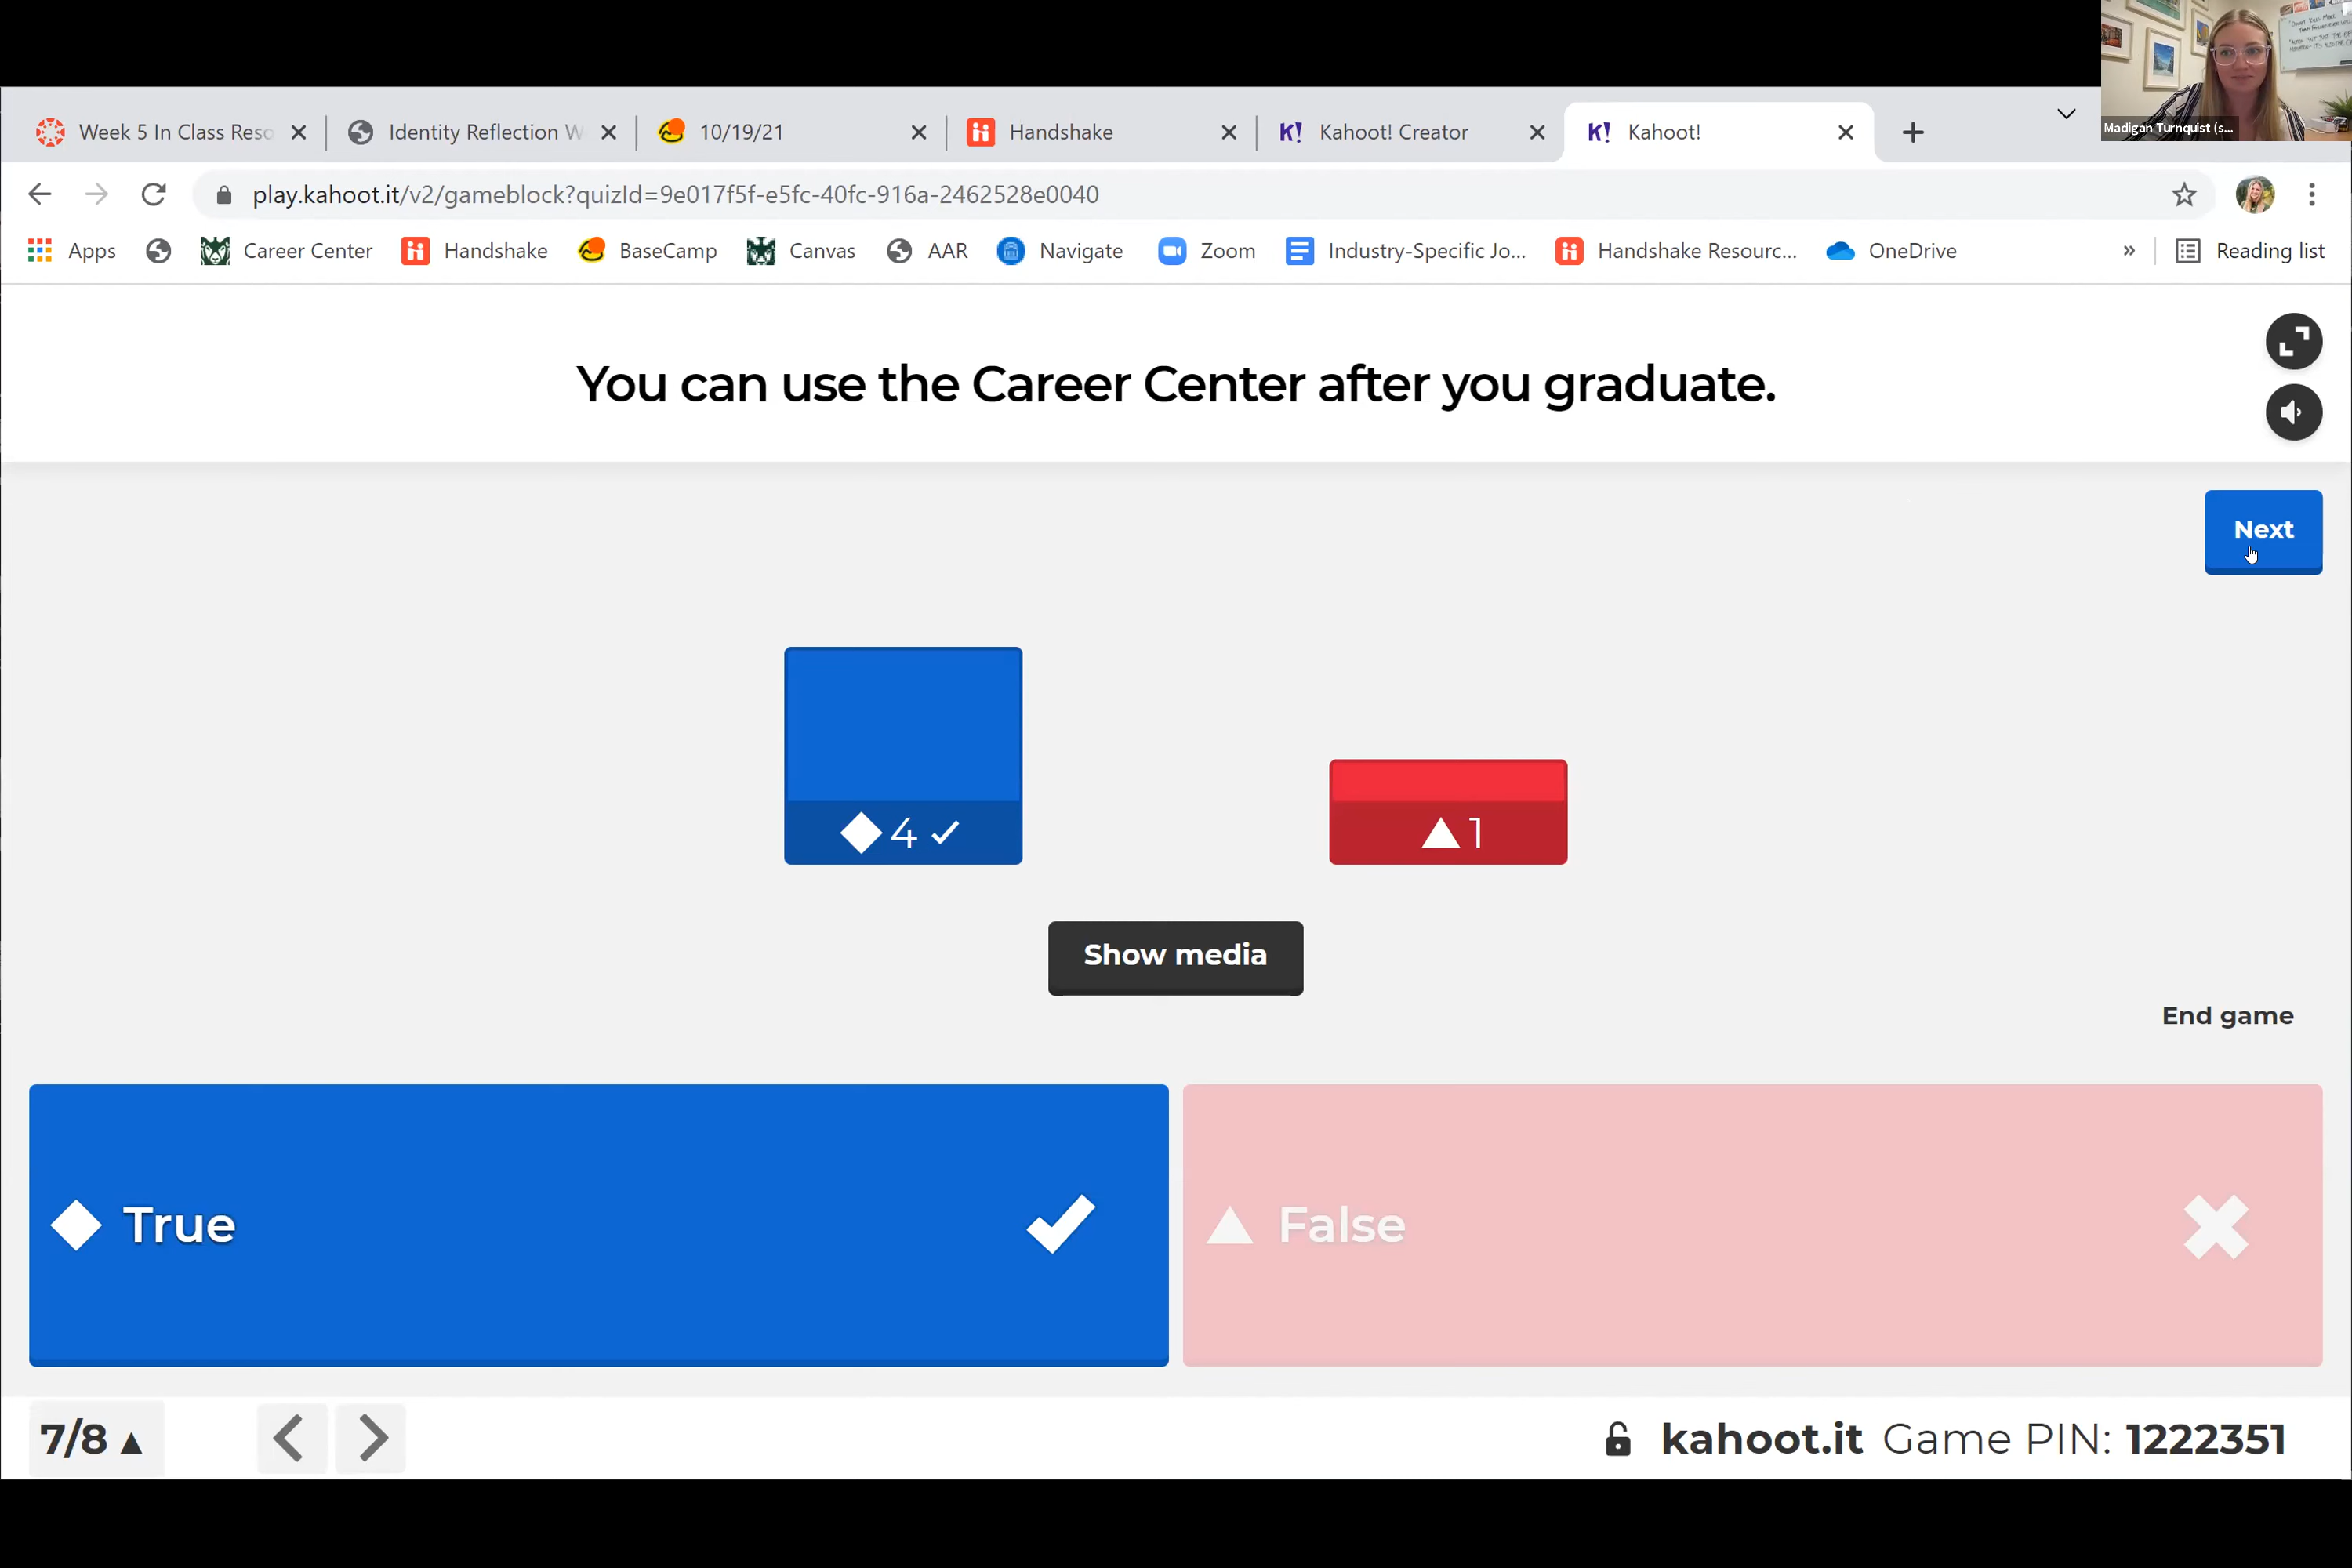 Madigan Turnquist (s...
Week 5 In Class Reso
Identity Reflection W
10/19/21
Handshake
K! Kahoot! Creator
K! Kahoot!
play.kahoot.it/v2/gameblock?quizId=9e017f5f-e5fc-40fc-916a-2462528e0040
Apps
Career Center
Handshake
BaseCamp
Canvas
AAR
Navigate
Zoom
Industry-Specific Jo...
Handshake Resourc...
OneDrive
»
Reading list
You can use the Career Center after you graduate.
Next
4
1
Show media
End game
True
False
7/8
kahoot.it Game PIN: 1222351